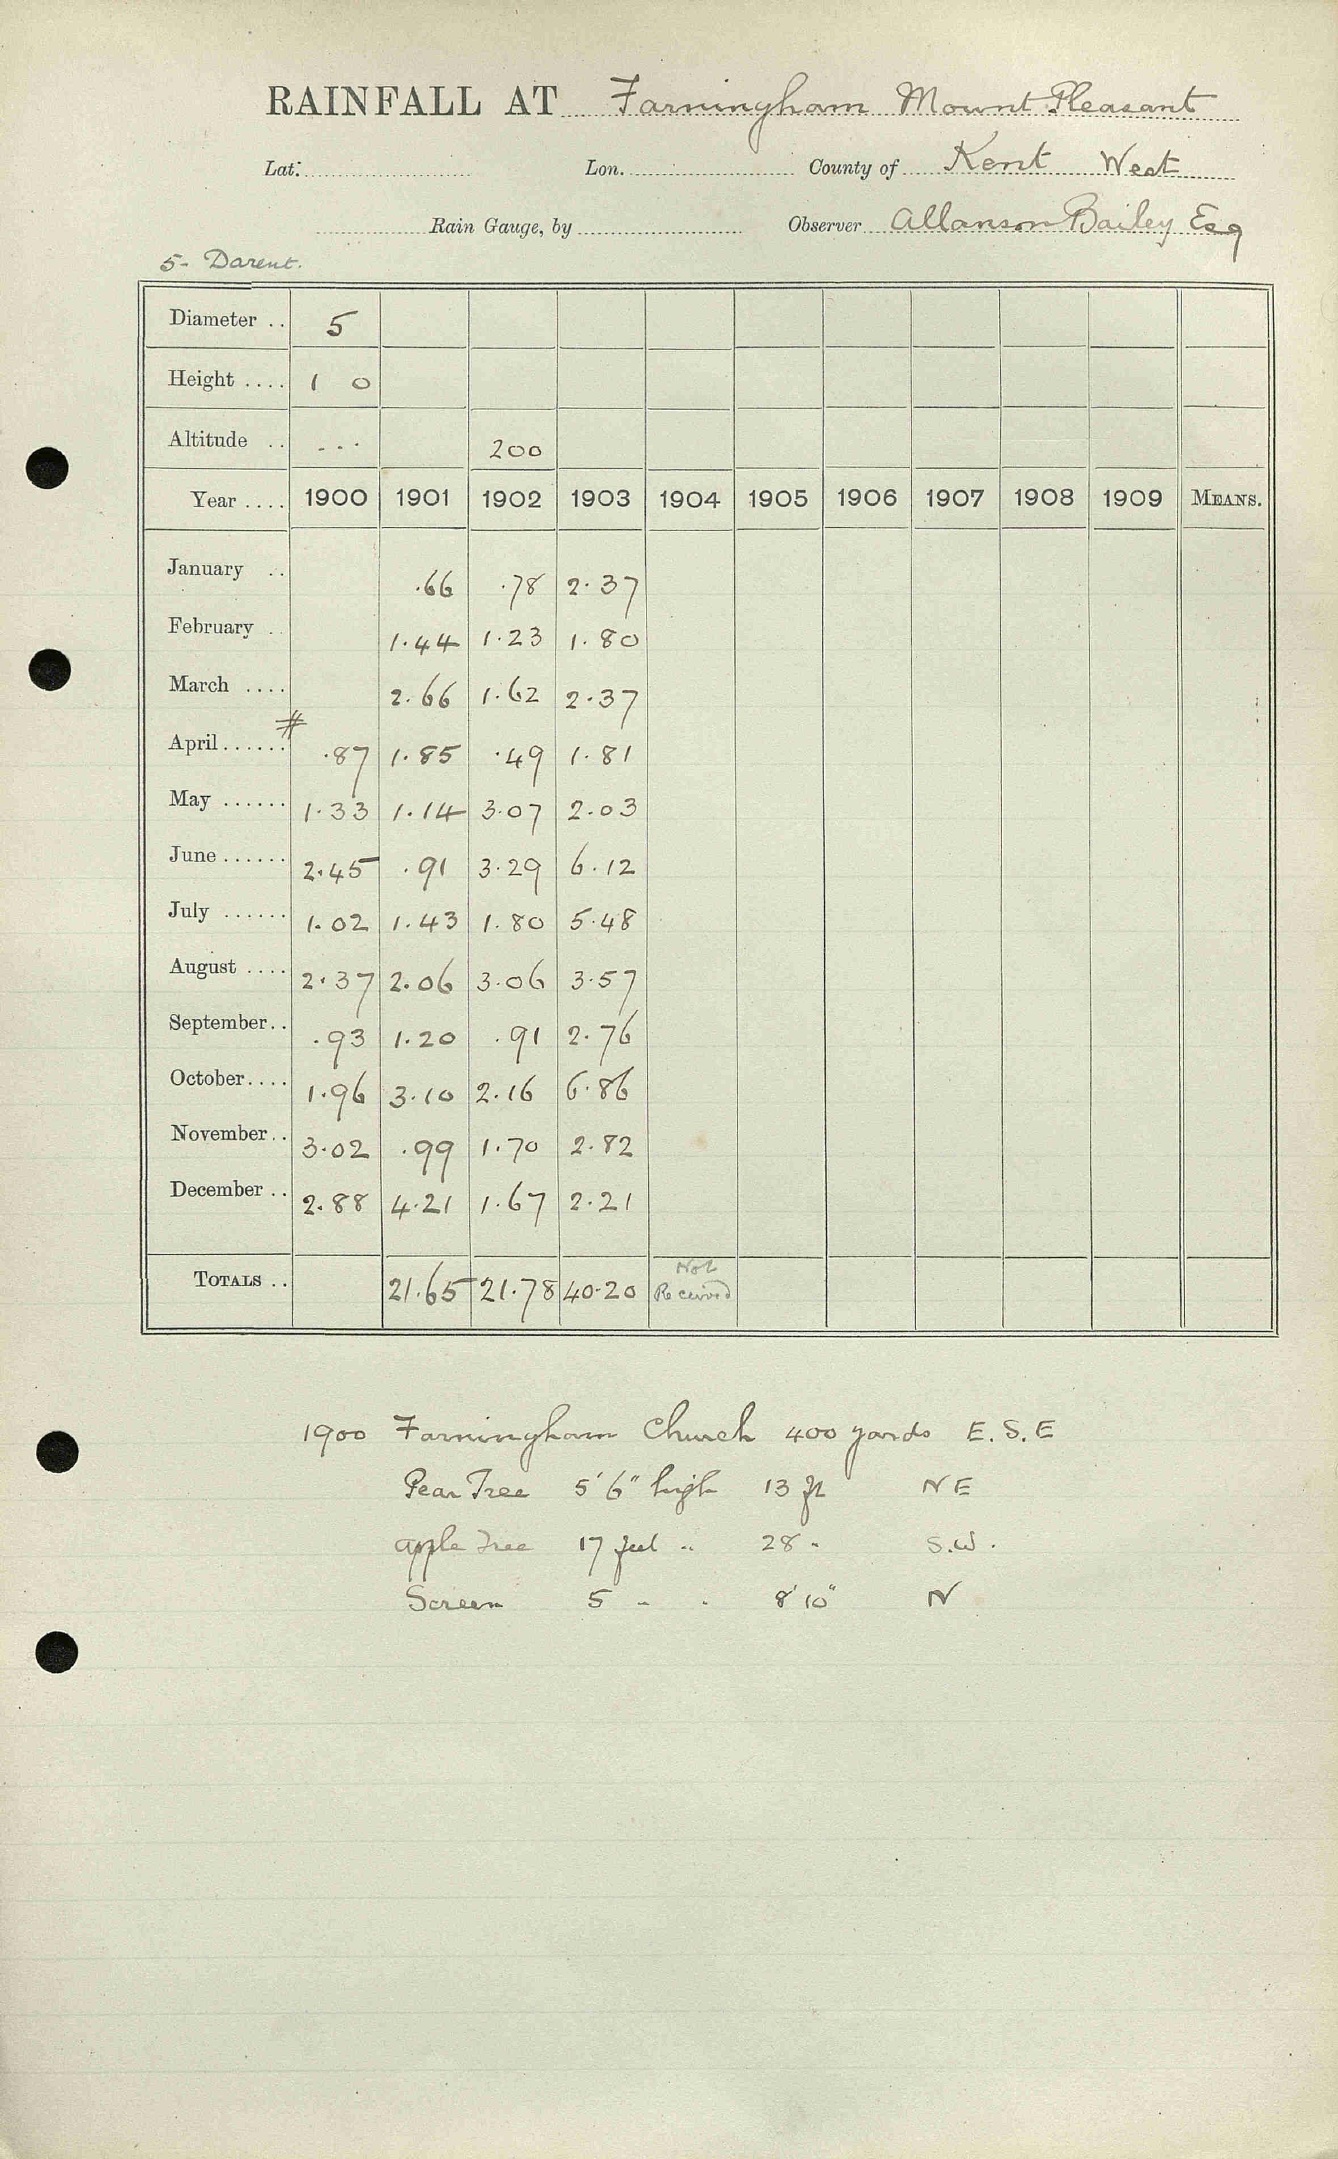 RAINFALL AT Farningham Mount Pleasant
Lat. Lon. County of Kent West
Rain Gauge, by Observer Allanson Bailey Esq
5- Darent.
Diameter .. 5
Height .... 1 0
Altitude .. ... 200
Year .... 1900 1901 1902 1903 1904 1905 1906 1907 1908 1909 MEANS.
January .. .66 .78 2.37
February .. 1.44 1.23 1.80
March .... 2.66 1.62 2.37
April ...... # .87 1.85 .49 1.81
May ...... 1.33 1.14 3.07 2.03
June ...... 2.45 .91 3.29 6.12
July ...... 1.02 1.43 1.80 5.48
August .... 2.37 2.06 3.06 3.57
September.. .93 1.20 .91 2.76
October.... 1.96 3.10 2.16 6.86
November.. 3.02 .99 1.70 2.82
December .. 2.88 4.21 1.67 2.21
TOTALS .. 21.65 21.78 40.20 Not Received
1900 Farningham Church 400 yards E.S.E
Pear Tree 5'6" high 13 ft NE
apple Tree 17 feet " 28 " S.W.
Screen 5 " " 8'10" N